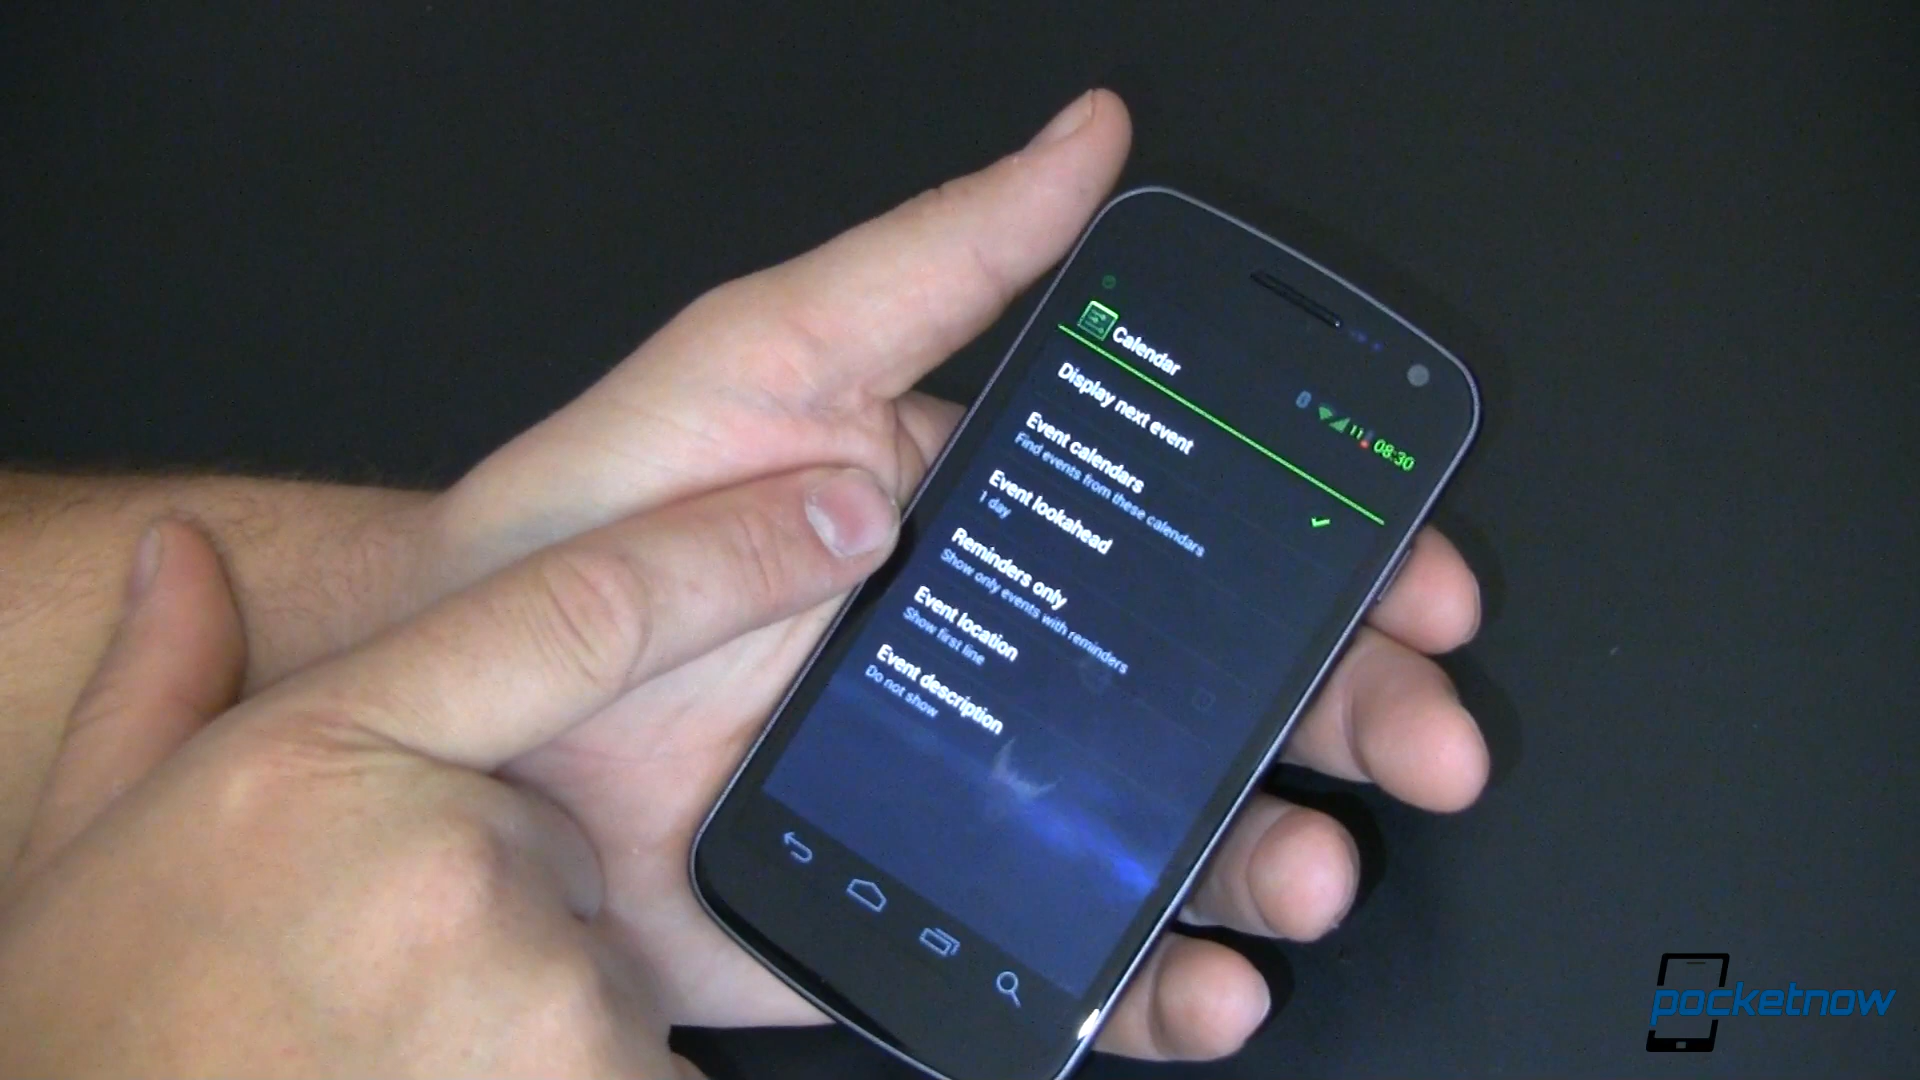 11 08:30
Calendar
Display next event
Event calendars
Find events from these calendars
Event lookahead
1 day
Reminders only
Show only events with reminders
Event location
Show first line
Event description
Do not show
pocketnow